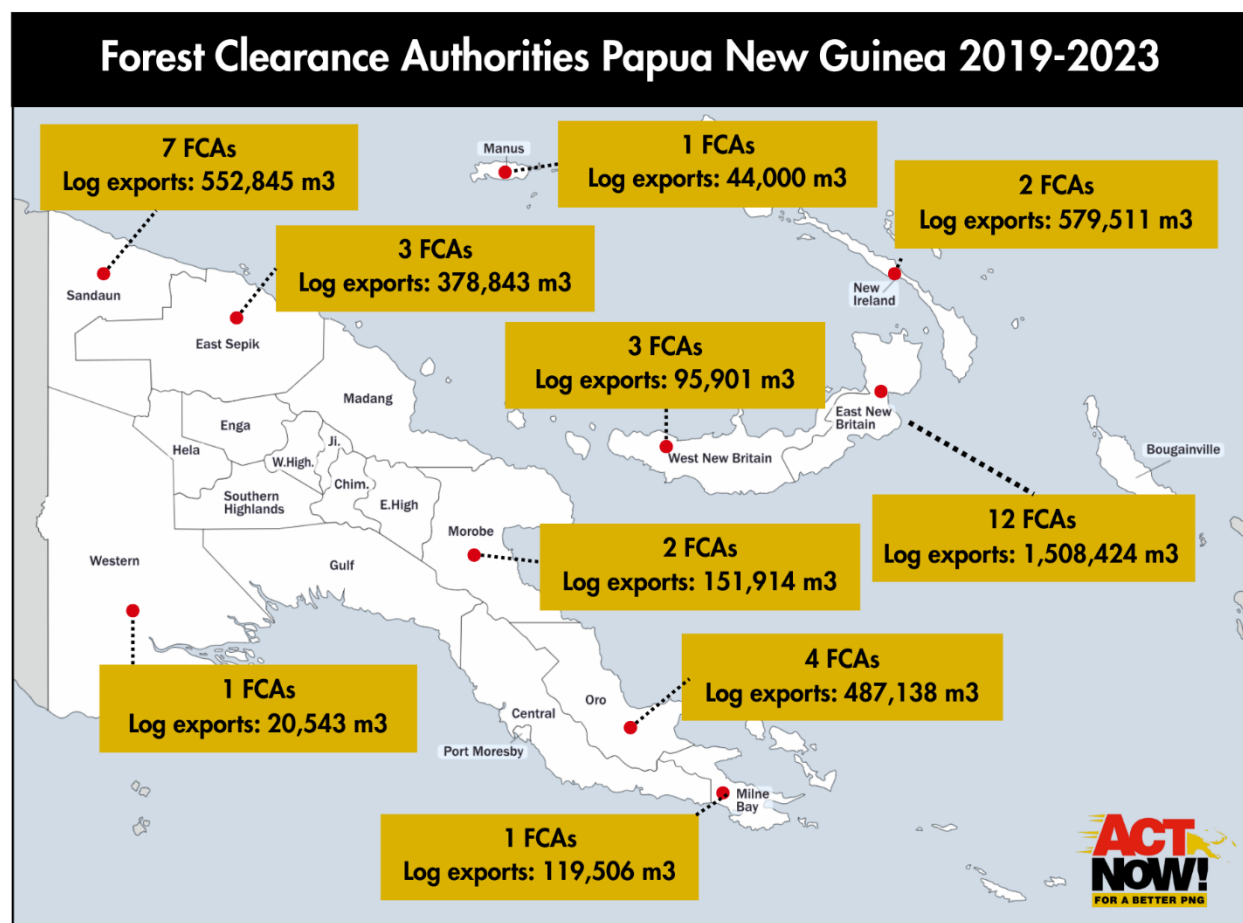 Forest Clearance Authorities Papua New Guinea 2019-2023
7 FCAs
Log exports: 552,845 m3
Manus
1 FCAs
Log exports: 44,000 m3
2 FCAs
Log exports: 579,511 m3
3 FCAs
Log exports: 378,843 m3
Sandaun
New
Ireland
East Sepik
3 FCAs
Log exports: 95,901 m3
Madang
Enga
East New
Britain
Hela
Ji.
W.High.
West New Britain
Bougainville
Chim.
Southern
Highlands
E.High
12 FCAs
Log exports: 1,508,424 m3
Morobe
Western
Gulf
2 FCAs
Log exports: 151,914 m3
1 FCAs
Log exports: 20,543 m3
4 FCAs
Log exports: 487,138 m3
Oro
Central
Port Moresby
Milne
Bay
1 FCAs
Log exports: 119,506 m3
ACT
NOW!
FOR A BETTER PNG